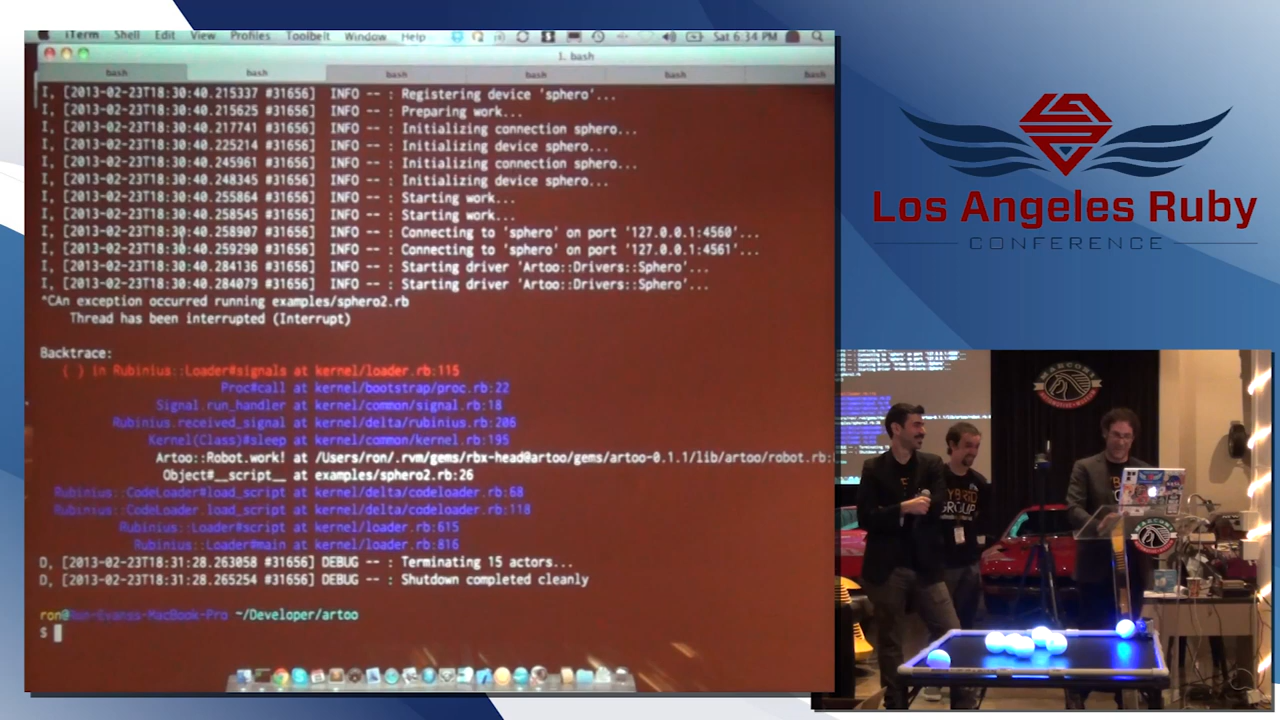 iTerm Shell Edit View Profiles Toolbelt Window Help Sat 6:34 PM
1. bash
bash bash bash bash bash bash
I, [2013-02-23T18:30:40.215337 #31656] INFO -- : Registering device 'sphero'...
I, [2013-02-23T18:30:40.215625 #31656] INFO -- : Preparing work...
I, [2013-02-23T18:30:40.217741 #31656] INFO -- : Initializing connection sphero...
I, [2013-02-23T18:30:40.225214 #31656] INFO -- : Initializing device sphero...
I, [2013-02-23T18:30:40.245961 #31656] INFO -- : Initializing connection sphero...
I, [2013-02-23T18:30:40.248345 #31656] INFO -- : Initializing device sphero...
I, [2013-02-23T18:30:40.255864 #31656] INFO -- : Starting work...
I, [2013-02-23T18:30:40.258545 #31656] INFO -- : Starting work...
I, [2013-02-23T18:30:40.258907 #31656] INFO -- : Connecting to 'sphero' on port '127.0.0.1:4560'...
I, [2013-02-23T18:30:40.259290 #31656] INFO -- : Connecting to 'sphero' on port '127.0.0.1:4561'...
I, [2013-02-23T18:30:40.284136 #31656] INFO -- : Starting driver 'Artoo::Drivers::Sphero'...
I, [2013-02-23T18:30:40.284079 #31656] INFO -- : Starting driver 'Artoo::Drivers::Sphero'...
^CAn exception occurred running examples/sphero2.rb
Thread has been interrupted (Interrupt)
Backtrace:
{ } in Rubinius::Loader#signals at kernel/loader.rb:115
Proc#call at kernel/bootstrap/proc.rb:22
Signal.run_handler at kernel/common/signal.rb:18
Rubinius.received_signal at kernel/delta/rubinius.rb:206
Kernel(Class)#sleep at kernel/common/kernel.rb:195
Artoo::Robot.work! at /Users/ron/.rvm/gems/rbx-head@artoo/gems/artoo-0.1.1/lib/artoo/robot.rb:
Object#__script__ at examples/sphero2.rb:26
Rubinius::CodeLoader#load_script at kernel/delta/codeloader.rb:68
Rubinius::CodeLoader.load_script at kernel/delta/codeloader.rb:118
Rubinius::Loader#script at kernel/loader.rb:615
Rubinius::Loader#main at kernel/loader.rb:816
D, [2013-02-23T18:31:28.263058 #31656] DEBUG -- : Terminating 15 actors...
D, [2013-02-23T18:31:28.265254 #31656] DEBUG -- : Shutdown completed cleanly
ron@Ron-Evanss-MacBook-Pro ~/Developer/artoo
$
Los Angeles Ruby
CONFERENCE
MARCONI
HYBRID
GROUP